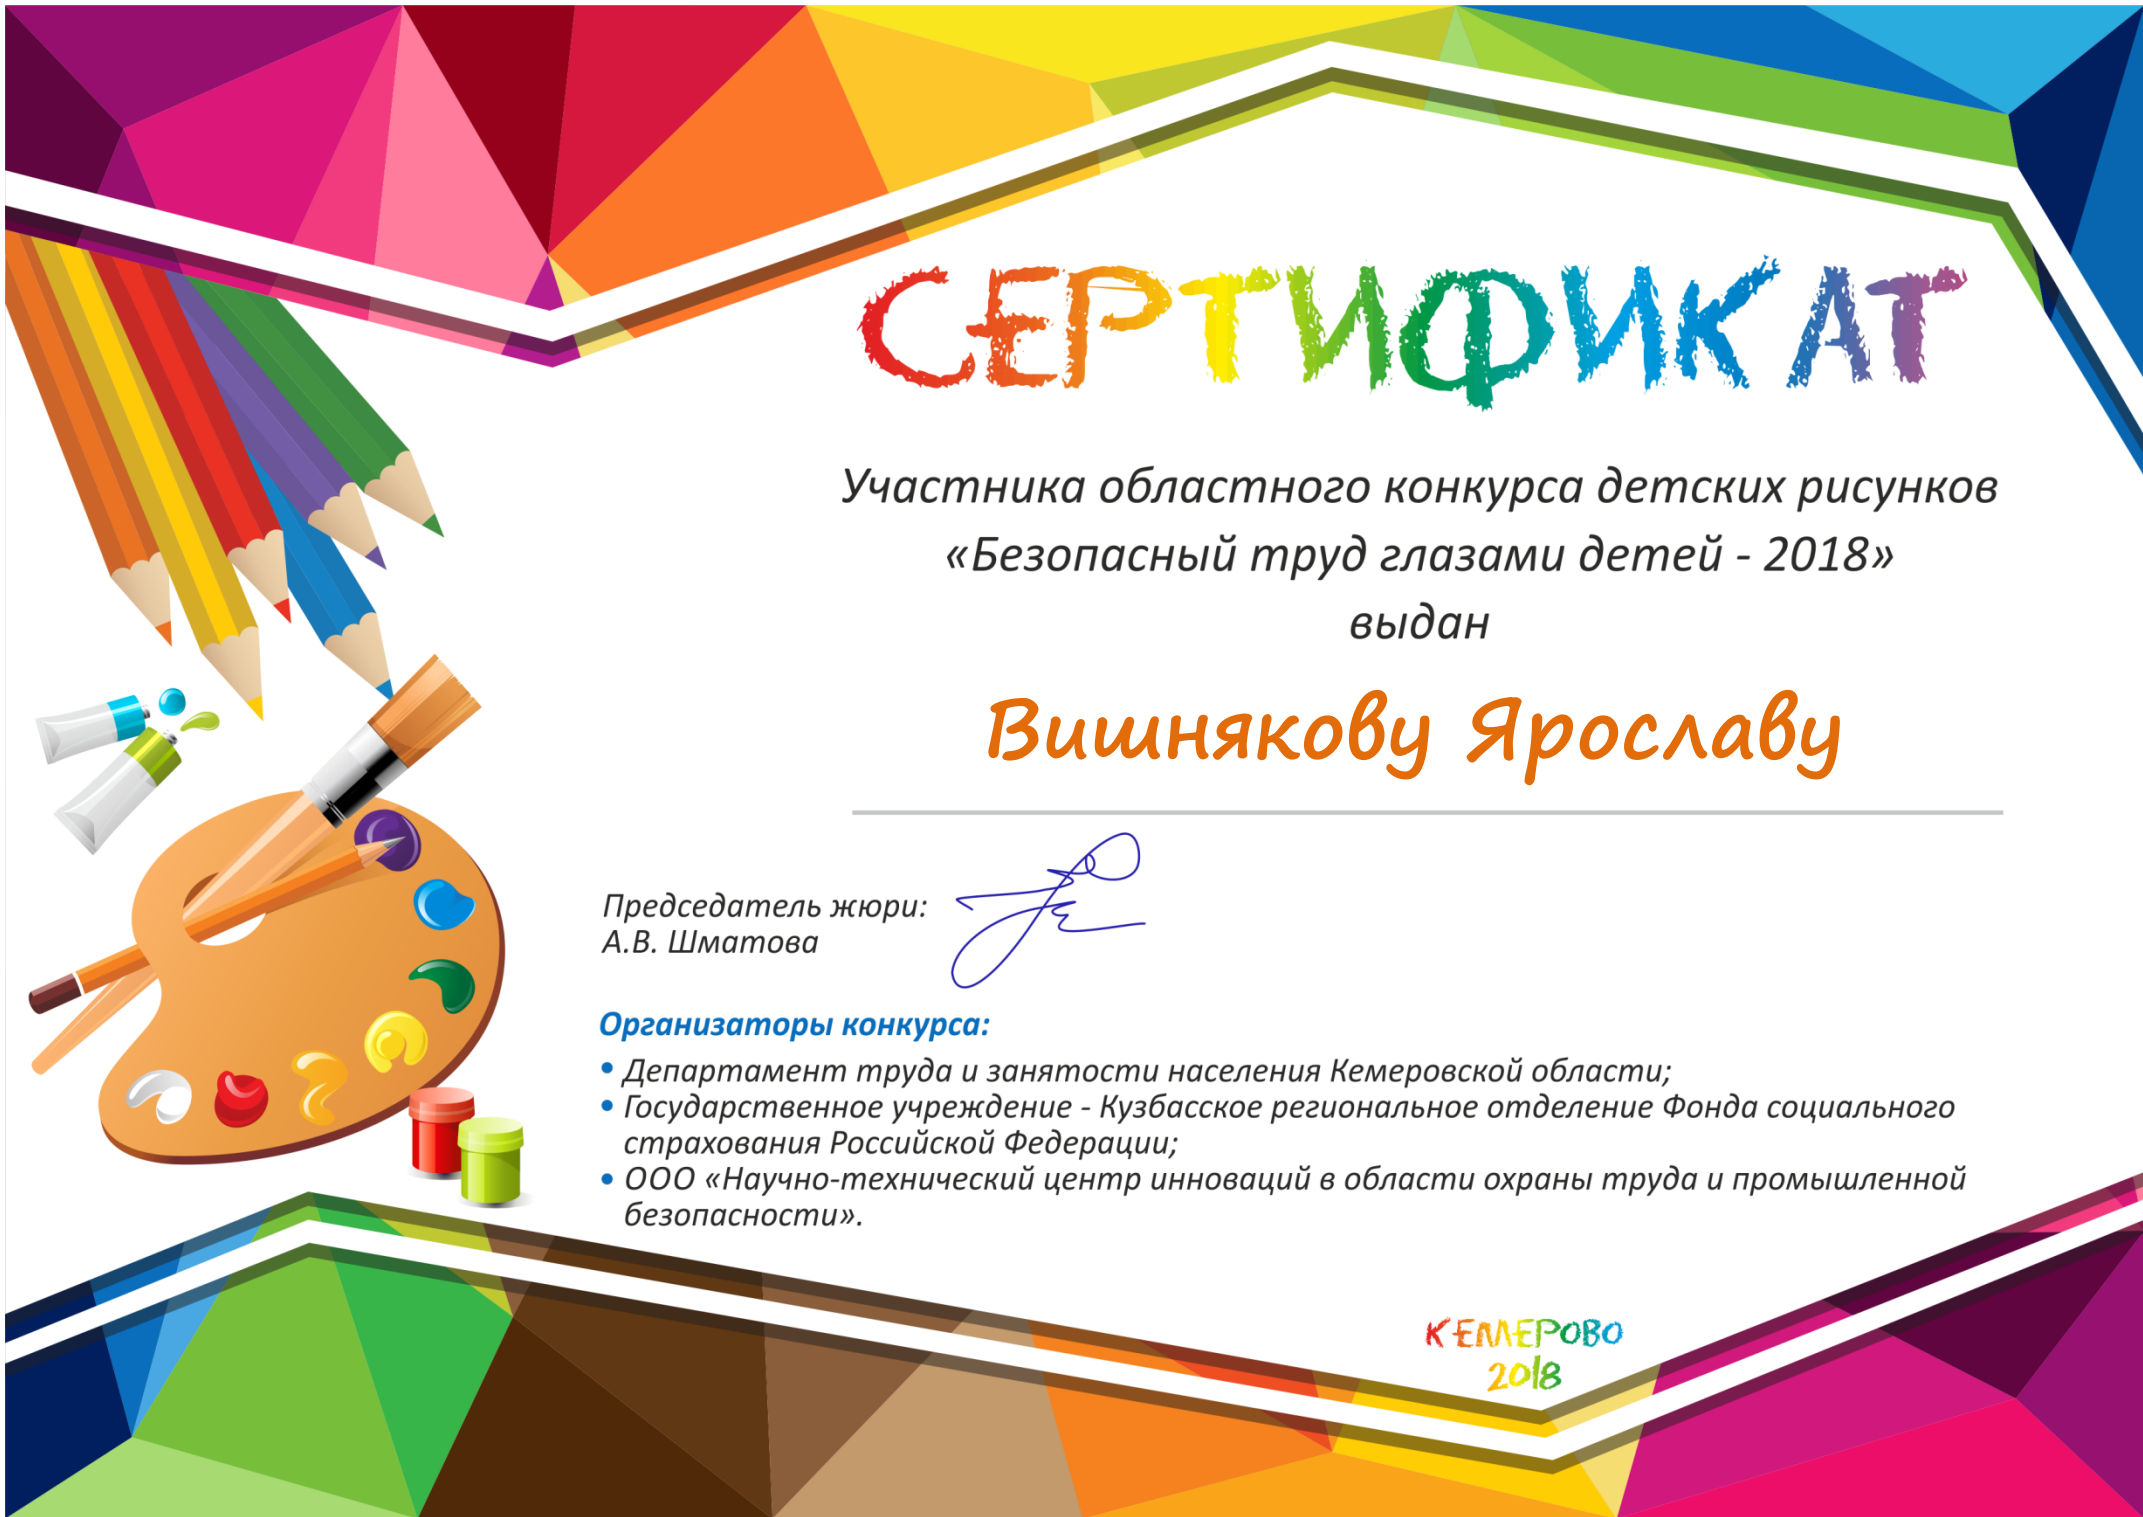 СЕРТИФИКАТ
Участника областного конкурса детских рисунков
«Безопасный труд глазами детей - 2018»
выдан
Вишнякову Ярославу
Председатель жюри:
А.В. Шматова
Организаторы конкурса:
• Департамент труда и занятости населения Кемеровской области;
• Государственное учреждение - Кузбасское региональное отделение Фонда социального
страхования Российской Федерации;
• ООО «Научно-технический центр инноваций в области охраны труда и промышленной
безопасности».
КЕМЕРОВО
2018